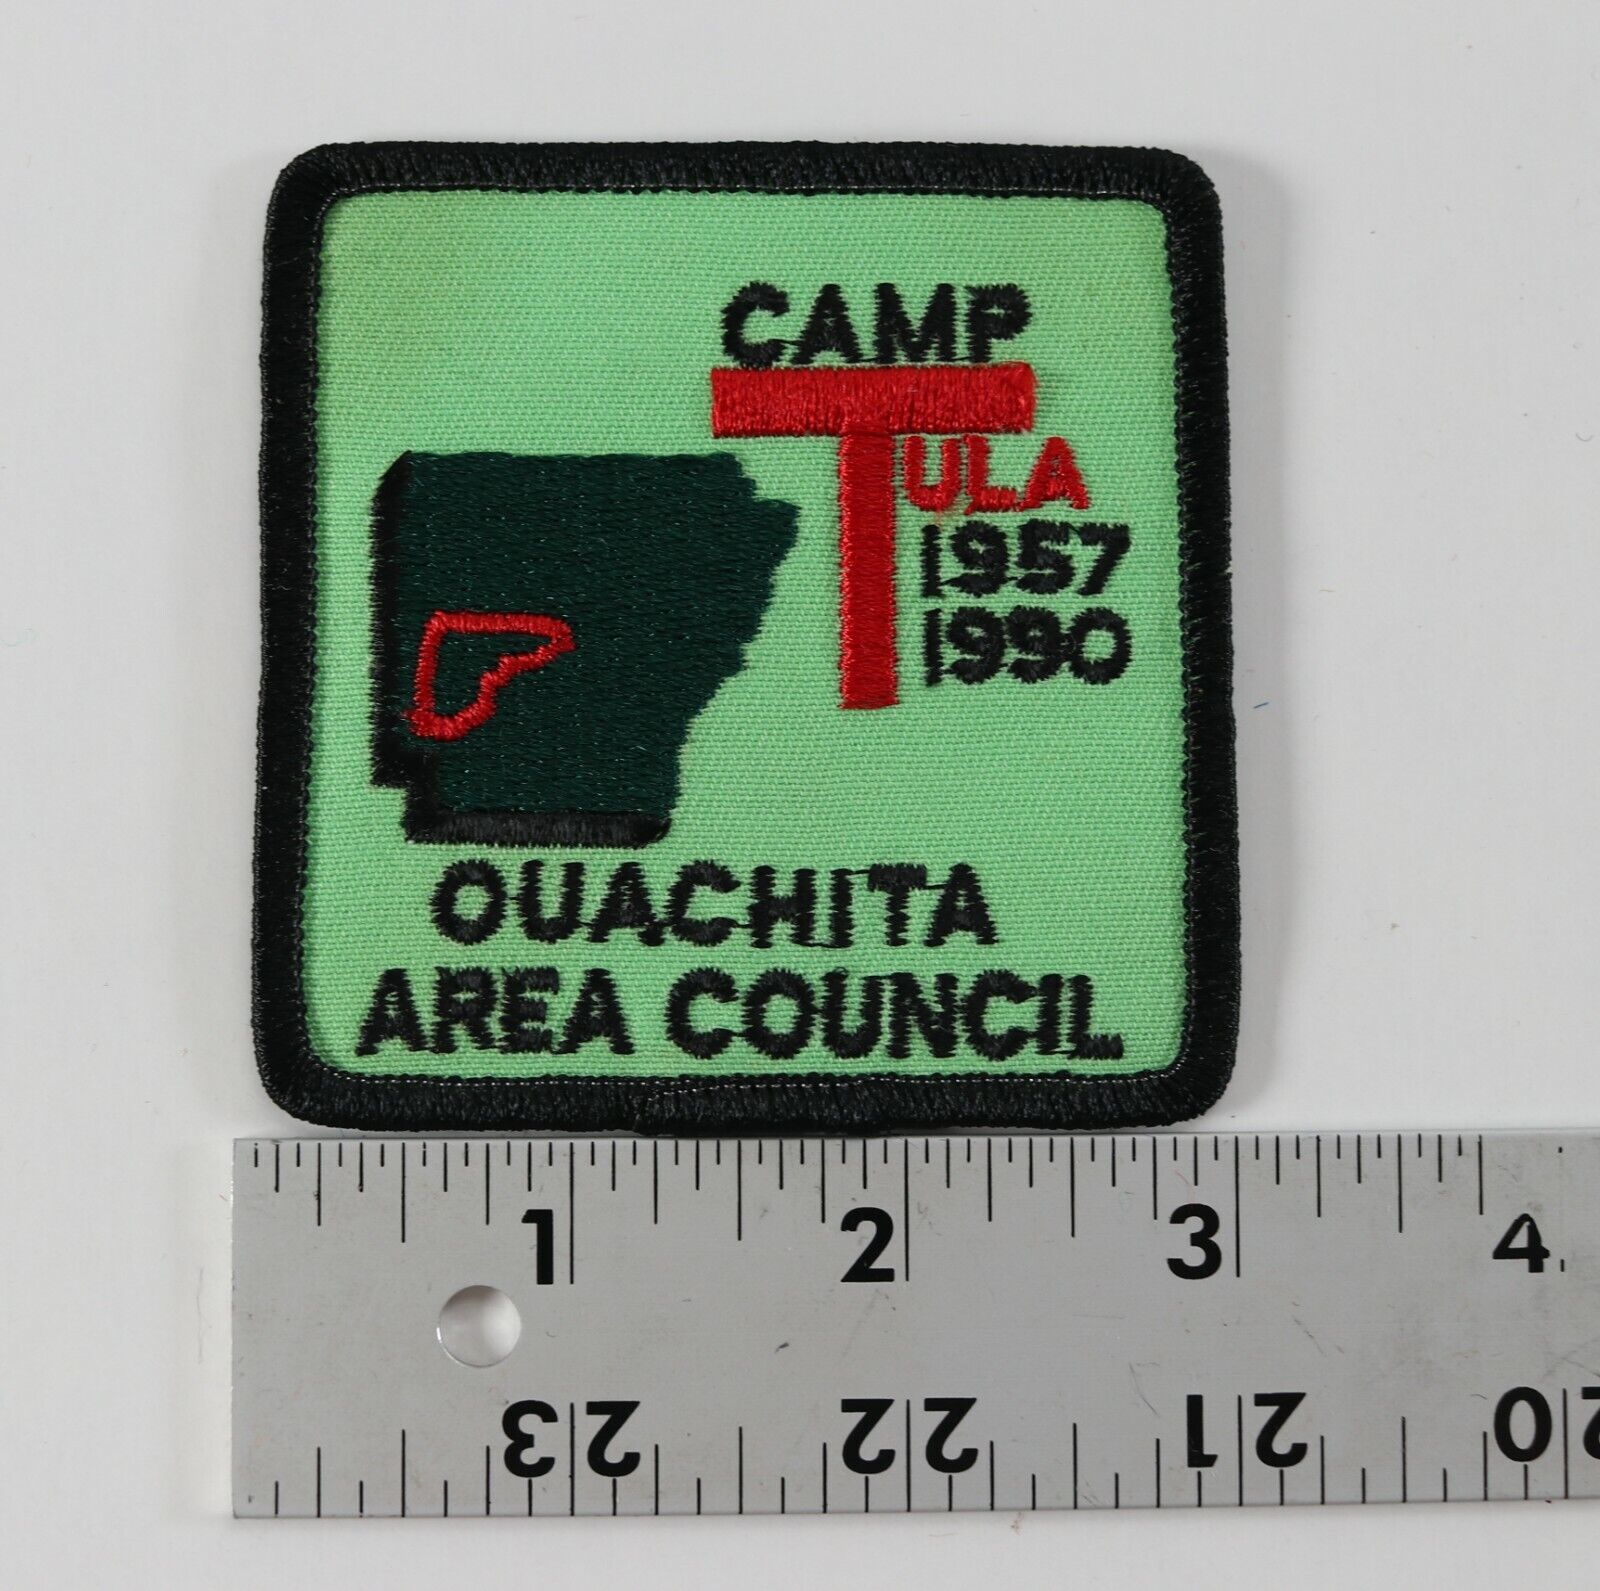 CAMP
TULA
1957
1990
OUACHITA
AREA COUNCIL
1 2 3 4
23 22 21 20